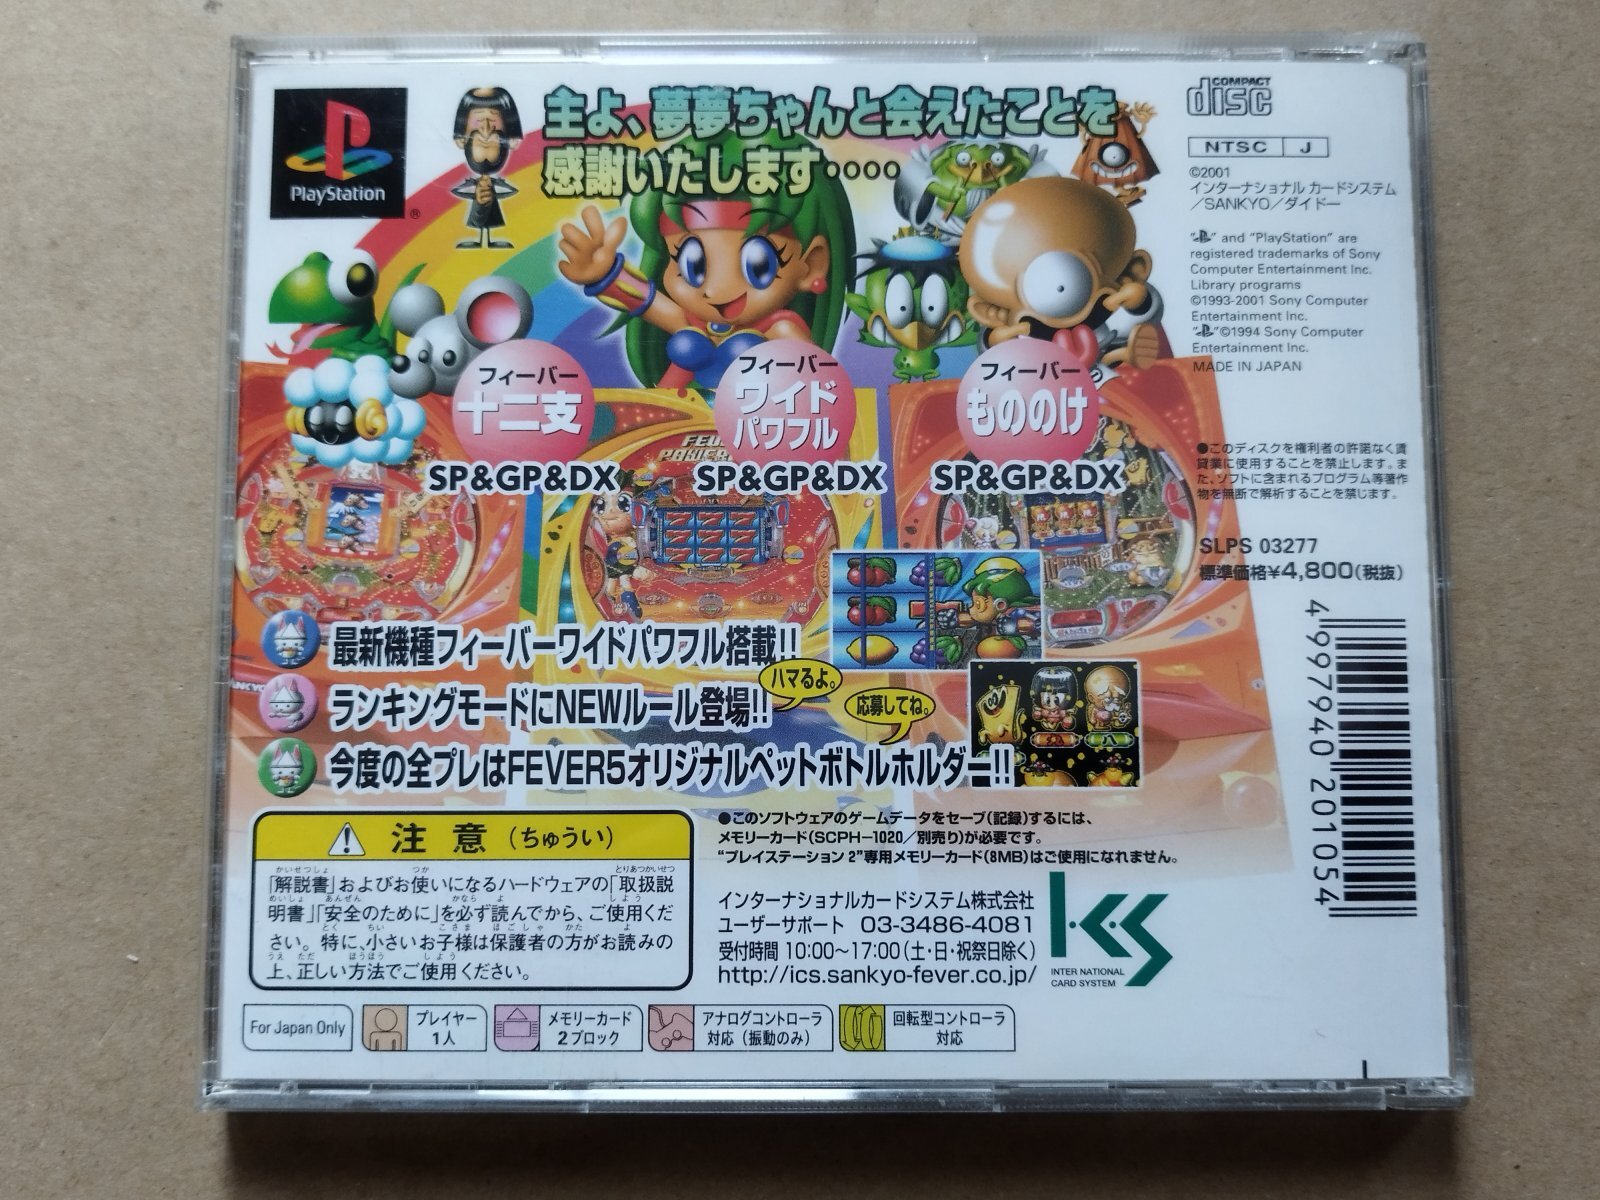 PlayStation
®
主よ、夢夢ちゃんと会えたことを
感謝いたします‥‥
COMPACT
disc
NTSC J
©2001
インターナショナル カードシステム
／SANKYO／ダイドー
" " and "PlayStation" are
registered trademarks of Sony
Computer Entertainment Inc.
Library programs
©1993-2001 Sony Computer
Entertainment Inc.
" "©1994 Sony Computer
Entertainment Inc.
MADE IN JAPAN
フィーバー
十二支
SP&GP&DX
フィーバー
ワイド
パワフル
SP&GP&DX
フィーバー
もののけ
SP&GP&DX
●このディスクを権利者の許諾なく賃
貸業に使用することを禁止します。ま
た、ソフトに含まれるプログラム等著作
物を無断で解析することを禁じます。
SLPS 03277
標準価格¥4,800(税抜)
4 997940 201054
最新機種フィーバーワイドパワフル搭載!!
ランキングモードにNEWルール登場!!
ハマるよ。
応募してね。
今度の全プレはFEVER5オリジナルペットボトルホルダー!!
注意（ちゅうい）
「解説書」およびお使いになるハードウェアの「取扱説
明書」「安全のために」を必ず読んでから、ご使用くだ
さい。特に、小さいお子様は保護者の方がお読みの
上、正しい方法でご使用ください。
●このソフトウェアのゲームデータをセーブ(記録)するには、
メモリーカード(SCPH-1020／別売り)が必要です。
"プレイステーション 2"専用メモリーカード(8MB)はご使用になれません。
インターナショナルカードシステム株式会社
ユーザーサポート 03-3486-4081
受付時間 10:00〜17:00(土・日・祝祭日除く)
http://ics.sankyo-fever.co.jp/
ICS
INTER NATIONAL
CARD SYSTEM
For Japan Only
プレイヤー
1人
メモリーカード
2ブロック
アナログコントローラ
対応（振動のみ）
回転型コントローラ
対応